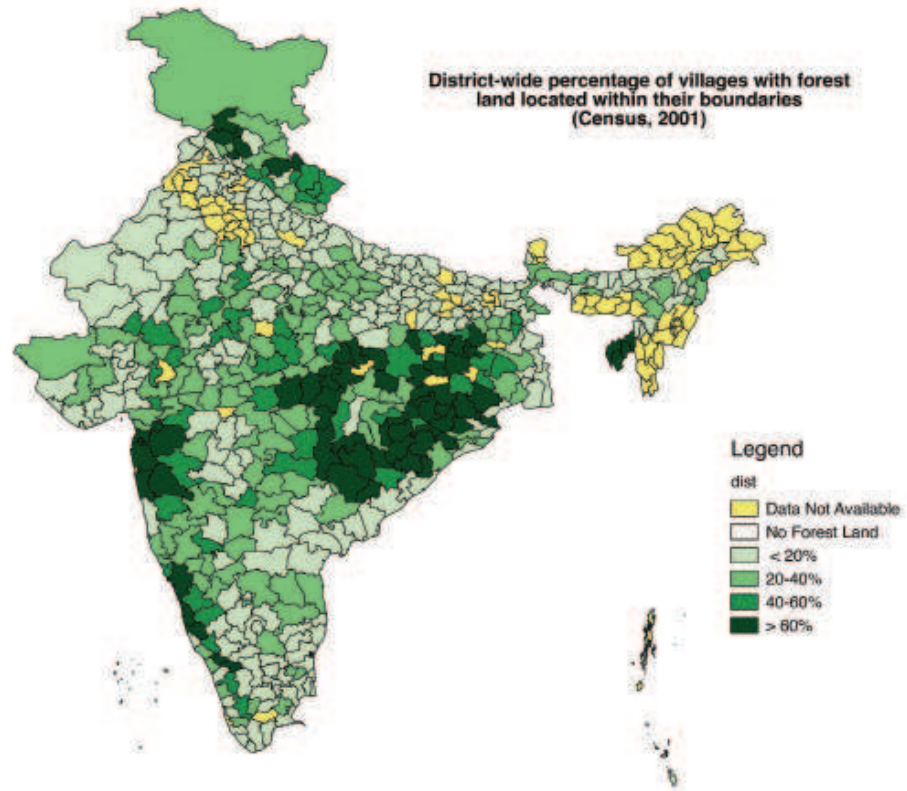 District-wide percentage of villages with forest
land located within their boundaries
(Census, 2001)
Legend
dist
Data Not Available
No Forest Land
< 20%
20-40%
40-60%
> 60%